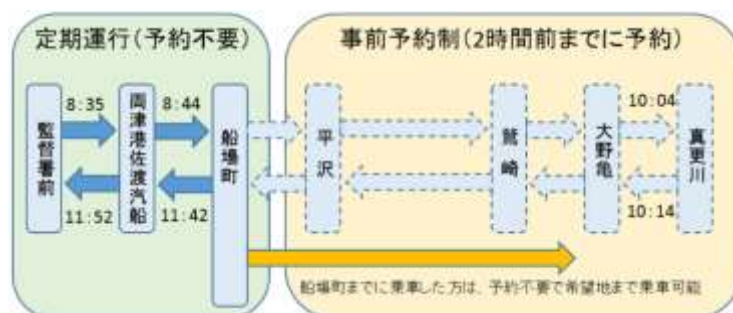 定期運行(予約不要)
事前予約制(2時間前までに予約)
8:35
8:44
10:04
監督署前
両津港佐渡汽船
船場町
平沢
鷲崎
大野亀
真更川
11:52
11:42
10:14
船場町までに乗車した方は、予約不要で希望地まで乗車可能